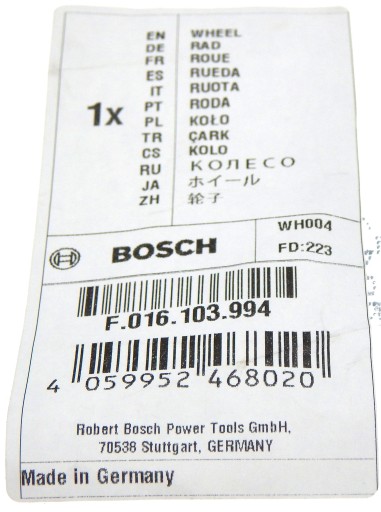 1x
EN WHEEL
DE RAD
FR ROUE
ES RUEDA
IT RUOTA
PT RODA
PL KOŁO
TR ÇARK
CS KOLO
RU КОЛЕСО
JA ホイール
ZH 轮子
BOSCH
WH004
FD:223
F.016.103.994
4 059952 468020
Robert Bosch Power Tools GmbH,
70538 Stuttgart, GERMANY
Made in Germany